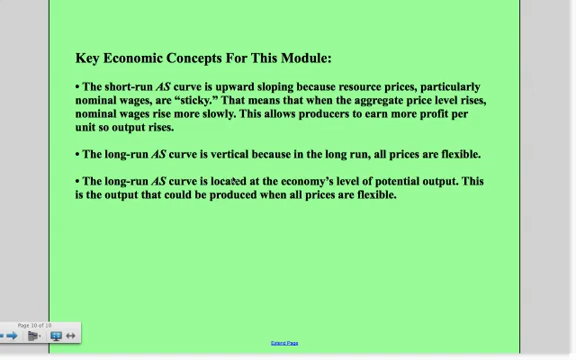 Key Economic Concepts For This Module:
• The short-run AS curve is upward sloping because resource prices, particularly
nominal wages, are “sticky.” That means that when the aggregate price level rises,
nominal wages rise more slowly. This allows producers to earn more profit per
unit so output rises.
• The long-run AS curve is vertical because in the long run, all prices are flexible.
• The long-run AS curve is located at the economy’s level of potential output. This
is the output that could be produced when all prices are flexible.
Page 10 of 19
Extend Page